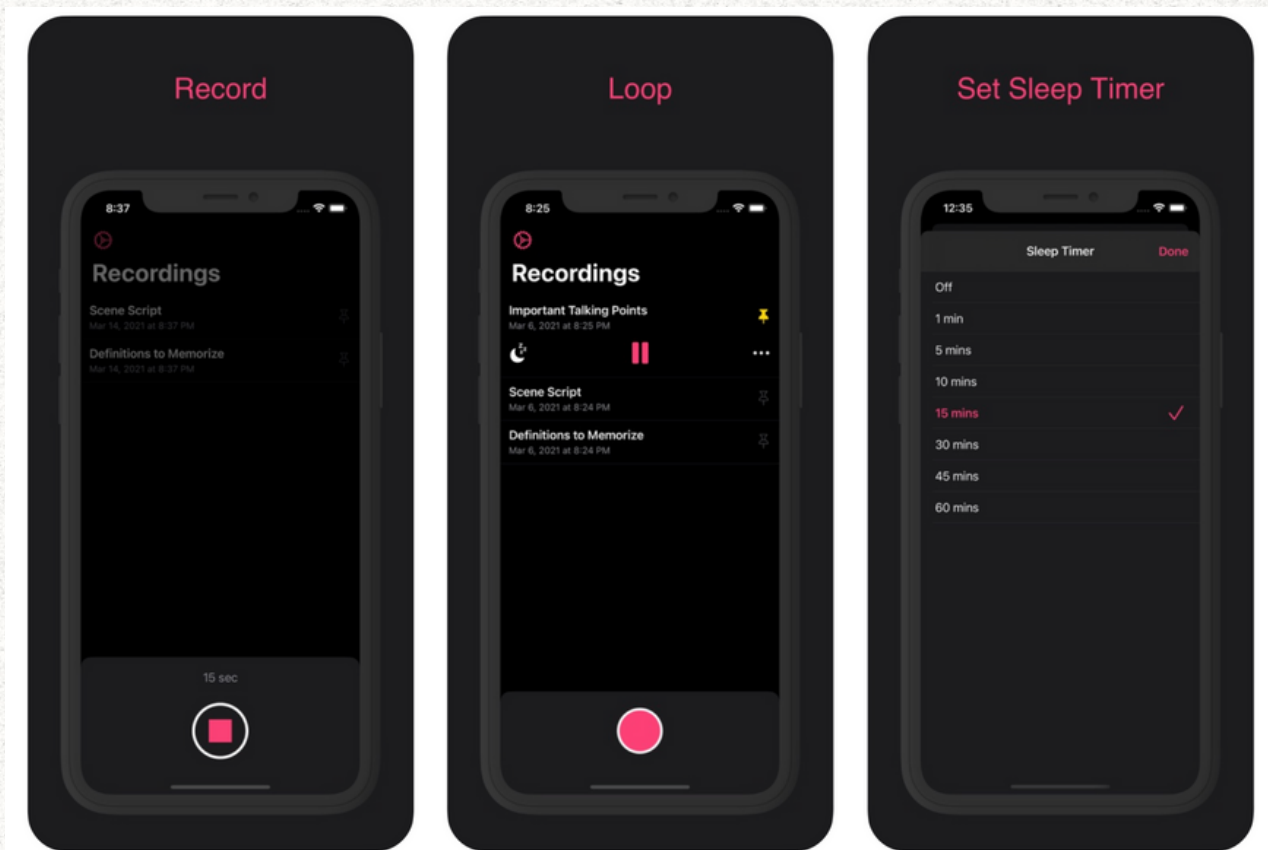 Record
8:37
Recordings
Scene Script
Mar 14, 2021 at 8:37 PM
Definitions to Memorize
Mar 14, 2021 at 8:37 PM
15 sec
Loop
8:25
Recordings
Important Talking Points
Mar 6, 2021 at 8:25 PM
Scene Script
Mar 6, 2021 at 8:24 PM
Definitions to Memorize
Mar 6, 2021 at 8:24 PM
Set Sleep Timer
12:35
Sleep Timer Done
Off
1 min
5 mins
10 mins
15 mins
30 mins
45 mins
60 mins